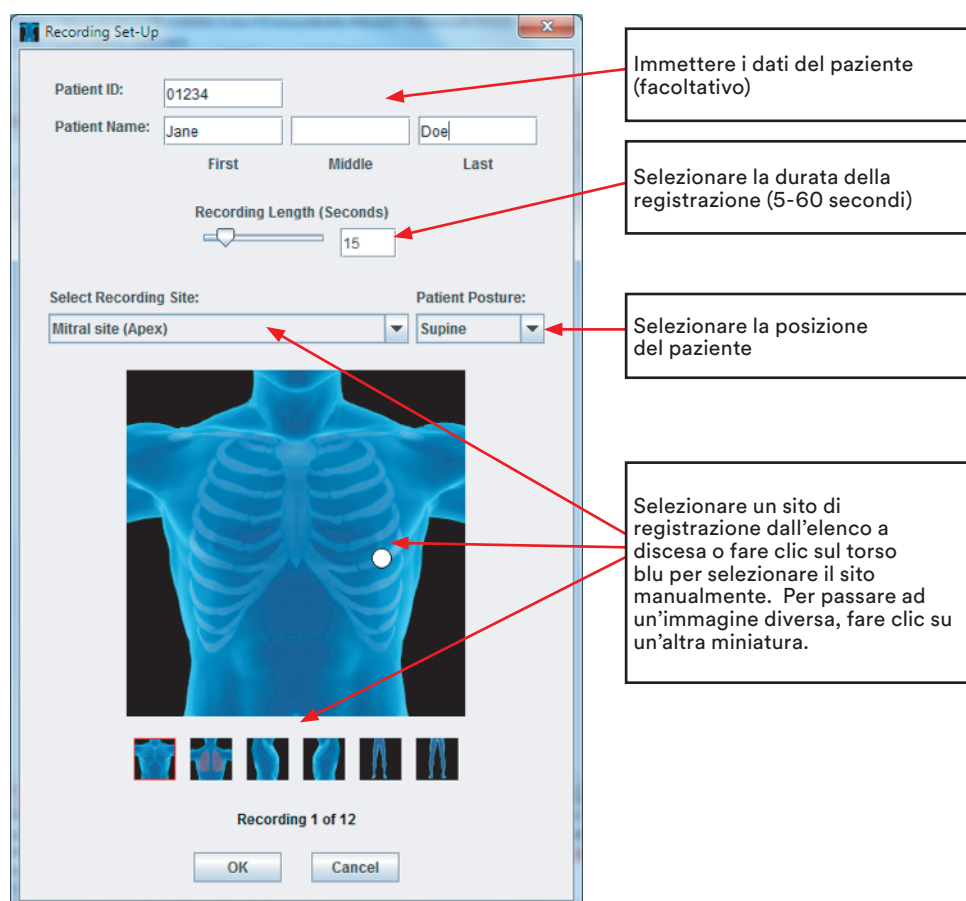 Recording Set-Up
Patient ID:
01234
Patient Name:
Jane
Doe
First
Middle
Last
Recording Length (Seconds)
15
Select Recording Site:
Patient Posture:
Mitral site (Apex)
Supine
Recording 1 of 12
OK
Cancel
Immettere i dati del paziente
(facoltativo)
Selezionare la durata della
registrazione (5-60 secondi)
Selezionare la posizione
del paziente
Selezionare un sito di
registrazione dall’elenco a
discesa o fare clic sul torso
blu per selezionare il sito
manualmente.  Per passare ad
un’immagine diversa, fare clic su
un’altra miniatura.